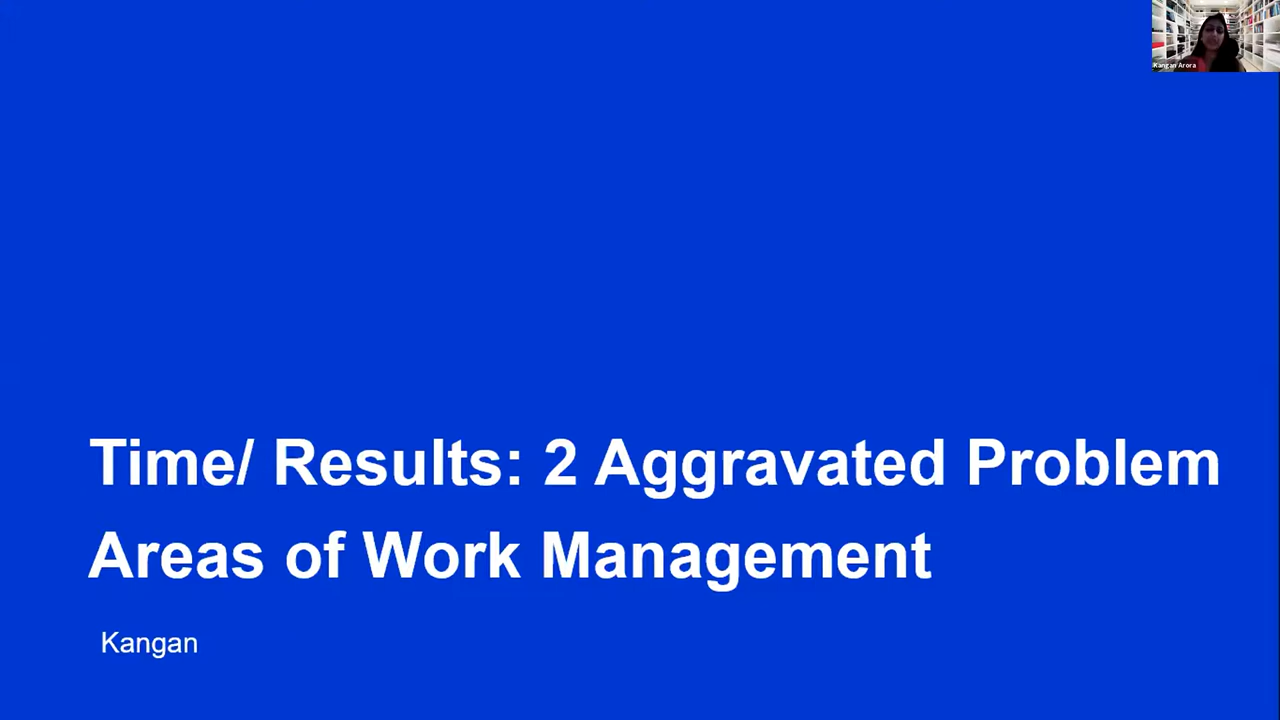 Kangan Arora
Time/ Results: 2 Aggravated Problem
Areas of Work Management
Kangan